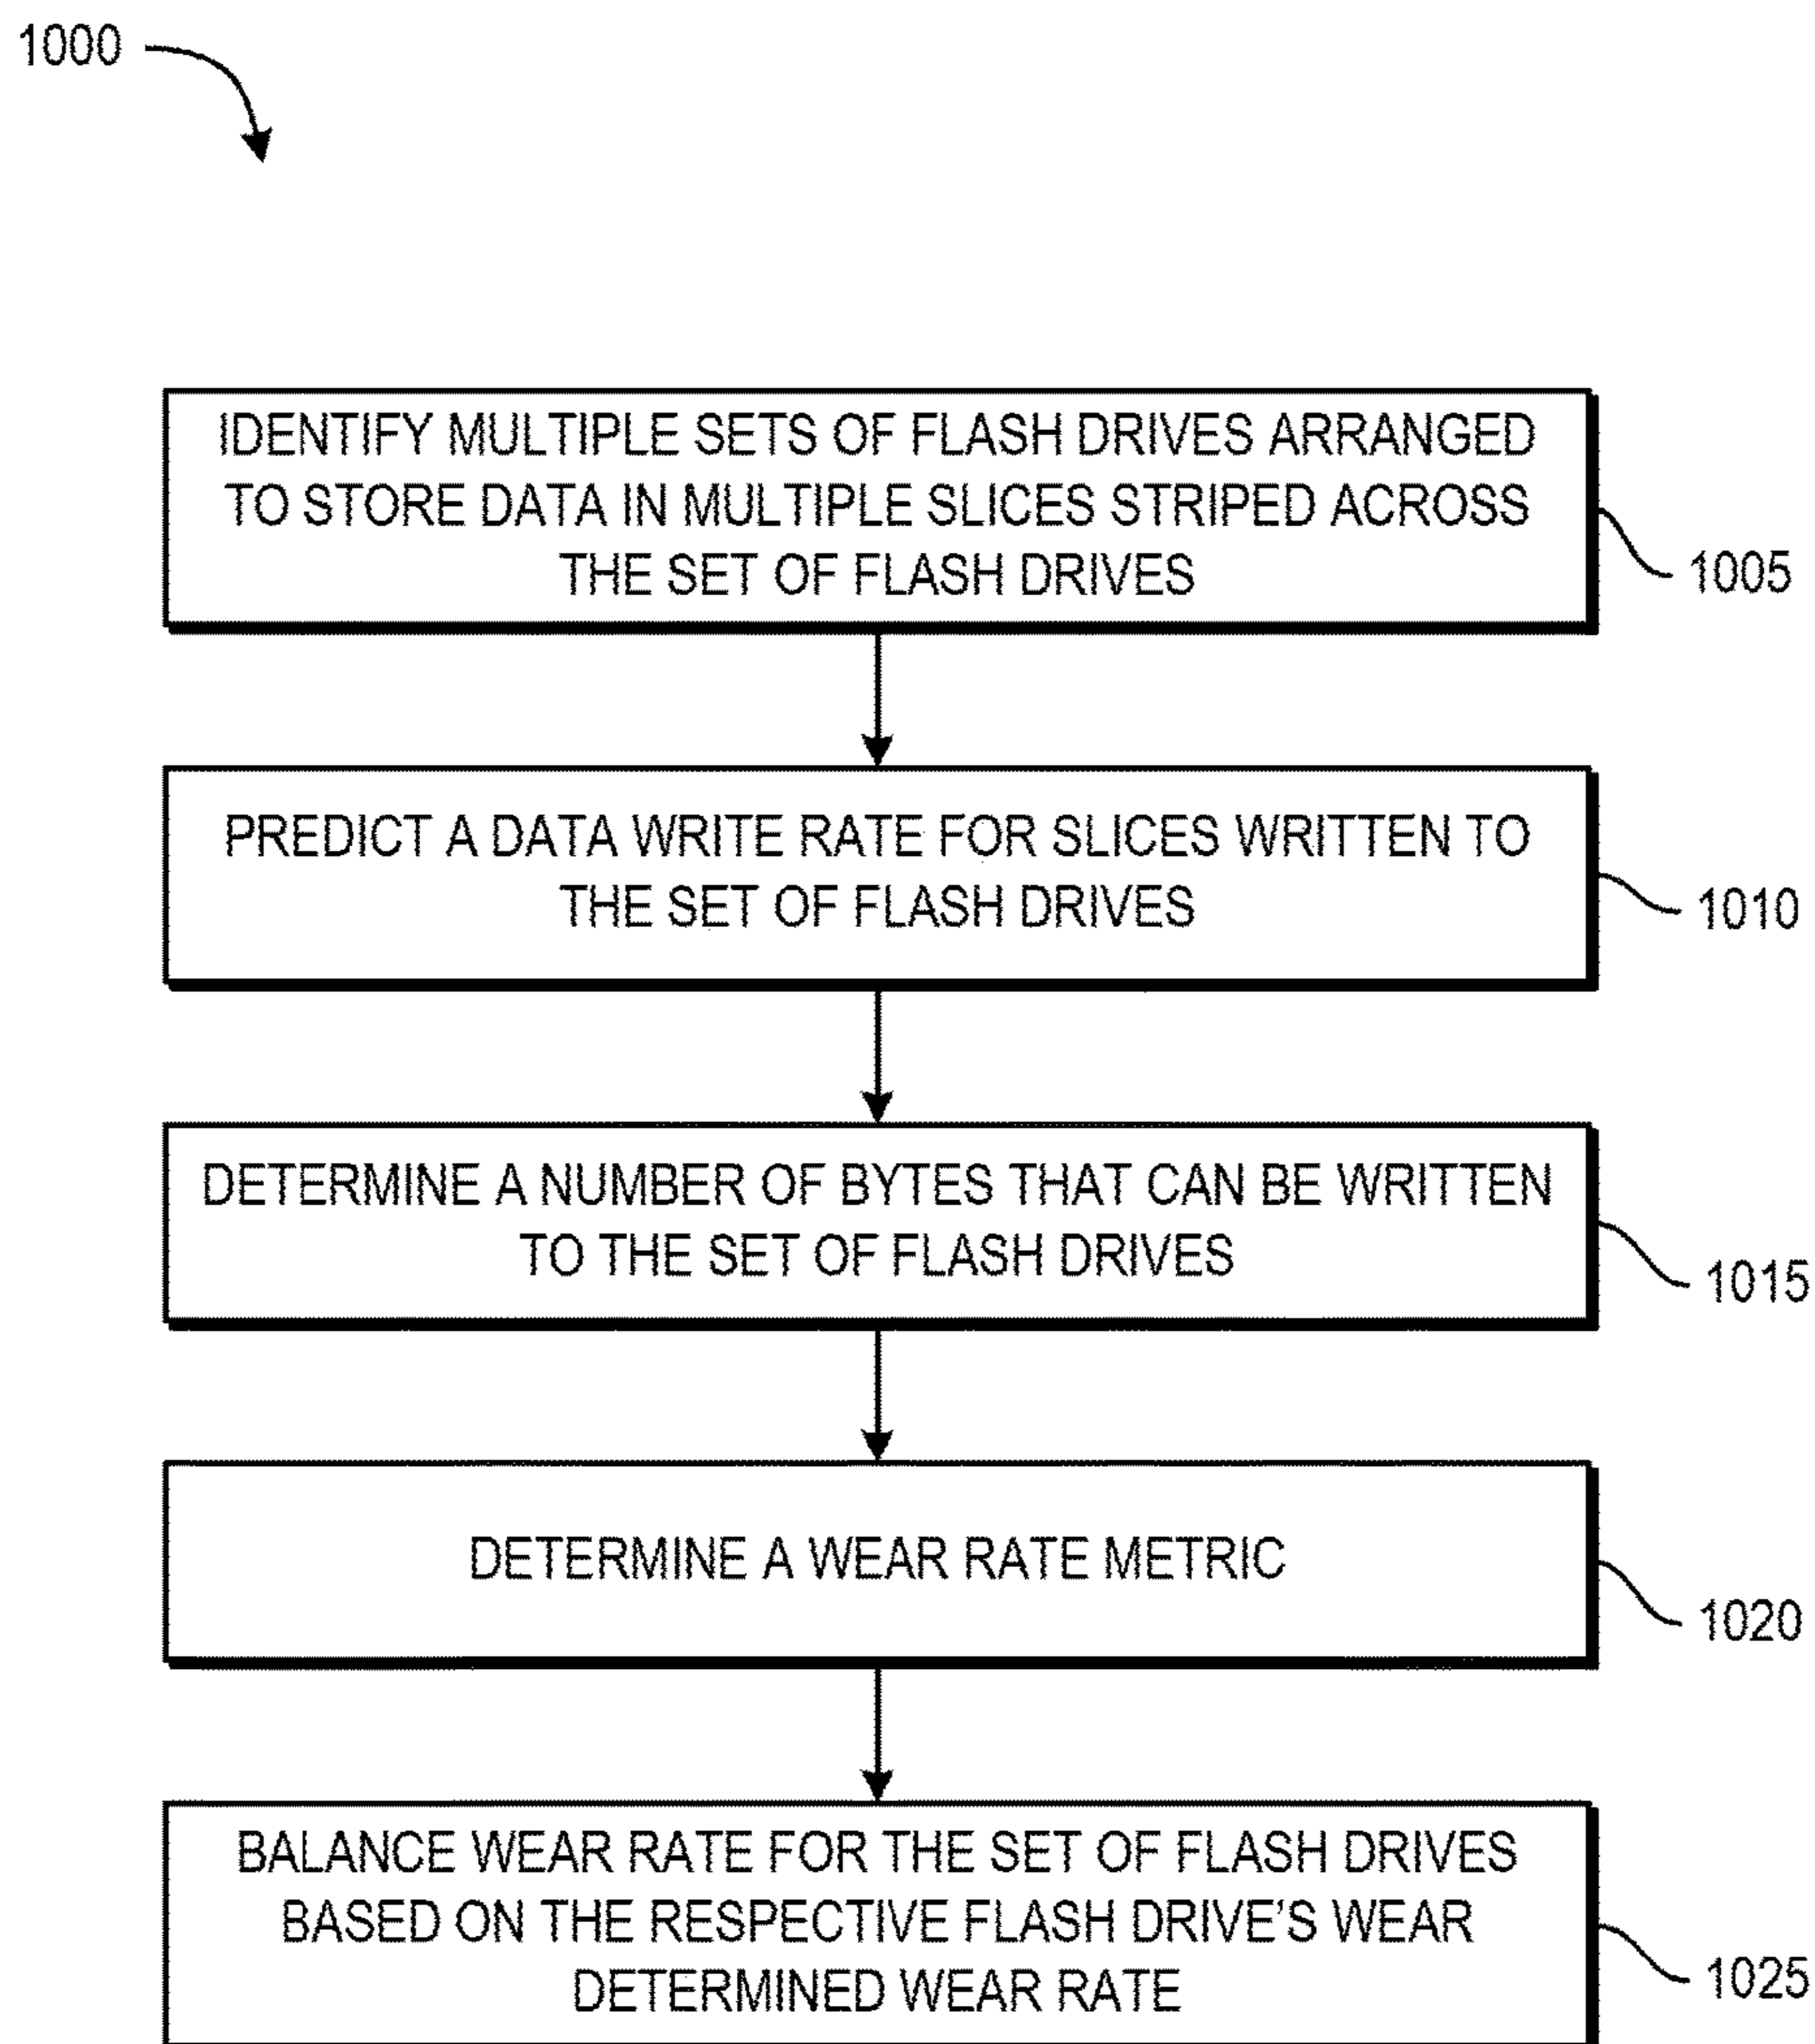 1000
IDENTIFY MULTIPLE SETS OF FLASH DRIVES ARRANGED
TO STORE DATA IN MULTIPLE SLICES STRIPED ACROSS
THE SET OF FLASH DRIVES
1005
PREDICT A DATA WRITE RATE FOR SLICES WRITTEN TO
THE SET OF FLASH DRIVES
1010
DETERMINE A NUMBER OF BYTES THAT CAN BE WRITTEN
TO THE SET OF FLASH DRIVES
1015
DETERMINE A WEAR RATE METRIC
1020
BALANCE WEAR RATE FOR THE SET OF FLASH DRIVES
BASED ON THE RESPECTIVE FLASH DRIVE'S WEAR
DETERMINED WEAR RATE
1025